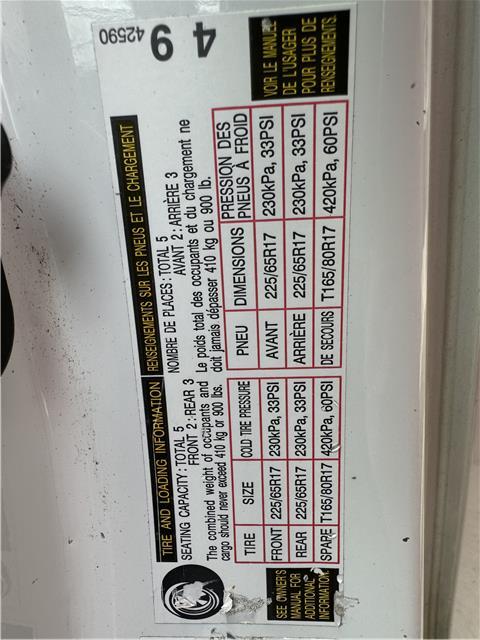 TIRE AND LOADING INFORMATION
SEATING CAPACITY : TOTAL 5
FRONT 2 : REAR 3
The combined weight of occupants and
cargo should never exceed 410 kg or 900 lbs.
TIRE SIZE COLD TIRE PRESSURE
FRONT 225/65R17 230kPa, 33PSI
REAR 225/65R17 230kPa, 33PSI
SPARE T165/80R17 420kPa, 60PSI
SEE OWNER'S
MANUAL FOR
ADDITIONAL
INFORMATION.
RENSEIGNEMENTS SUR LES PNEUS ET LE CHARGEMENT
NOMBRE DE PLACES : TOTAL 5
AVANT 2 : ARRIÈRE 3
Le poids total des occupants et du chargement ne
doit jamais dépasser 410 kg ou 900 lb.
PNEU DIMENSIONS PRESSION DES
PNEUS À FROID
AVANT 225/65R17 230kPa, 33PSI
ARRIÈRE 225/65R17 230kPa, 33PSI
DE SECOURS T165/80R17 420kPa, 60PSI
VOIR LE MANUEL
DE L'USAGER
POUR PLUS DE
RENSEIGNEMENTS.
42590
4 9